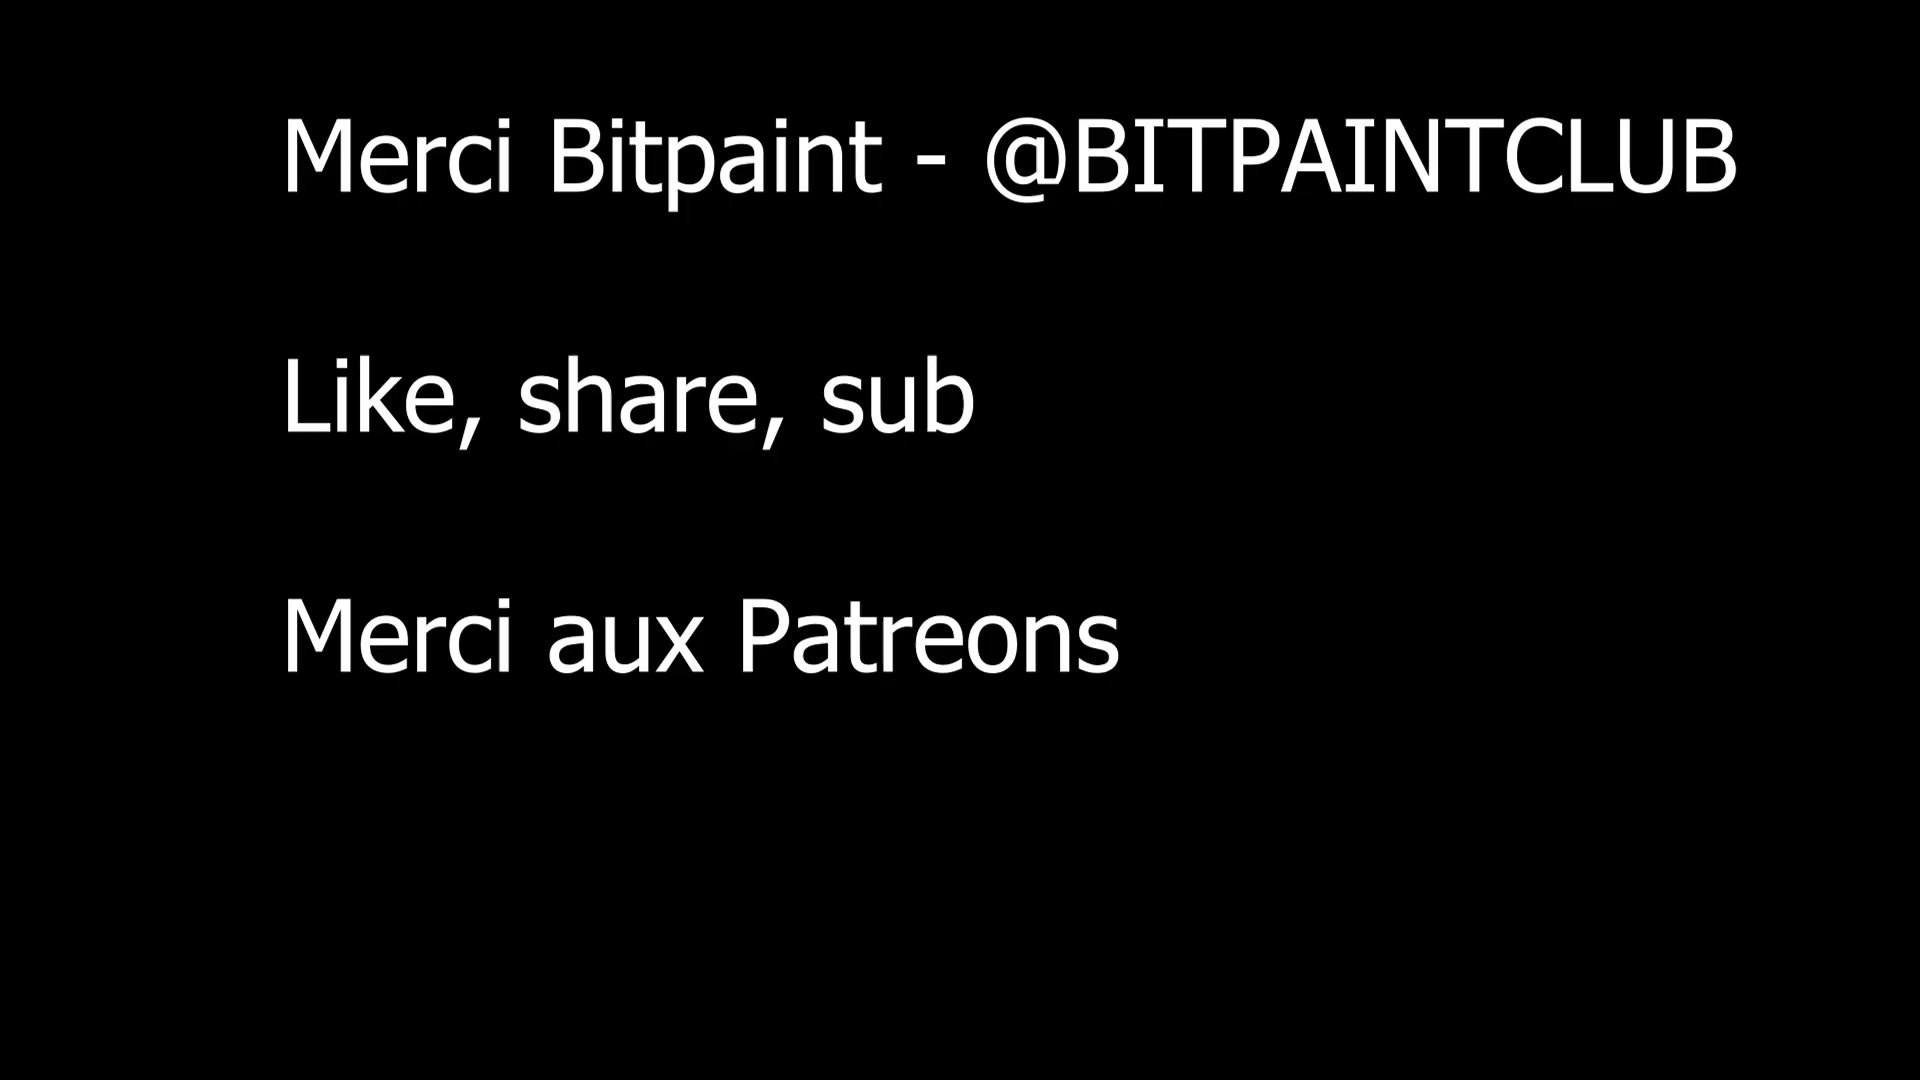 Merci Bitpaint - @BITPAINTCLUB
Like, share, sub
Merci aux Patreons